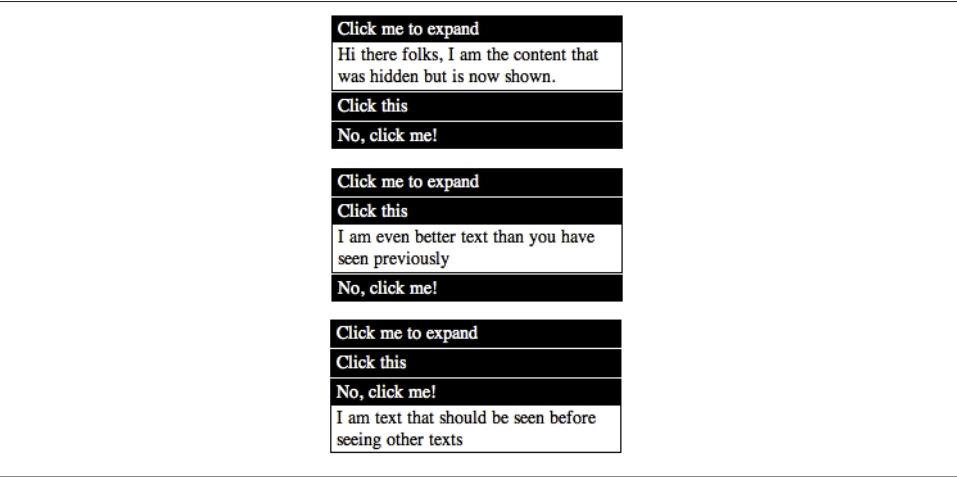 Click me to expand
Hi there folks, I am the content that
was hidden but is now shown.
Click this
No, click me!
Click me to expand
Click this
I am even better text than you have
seen previously
No, click me!
Click me to expand
Click this
No, click me!
I am text that should be seen before
seeing other texts